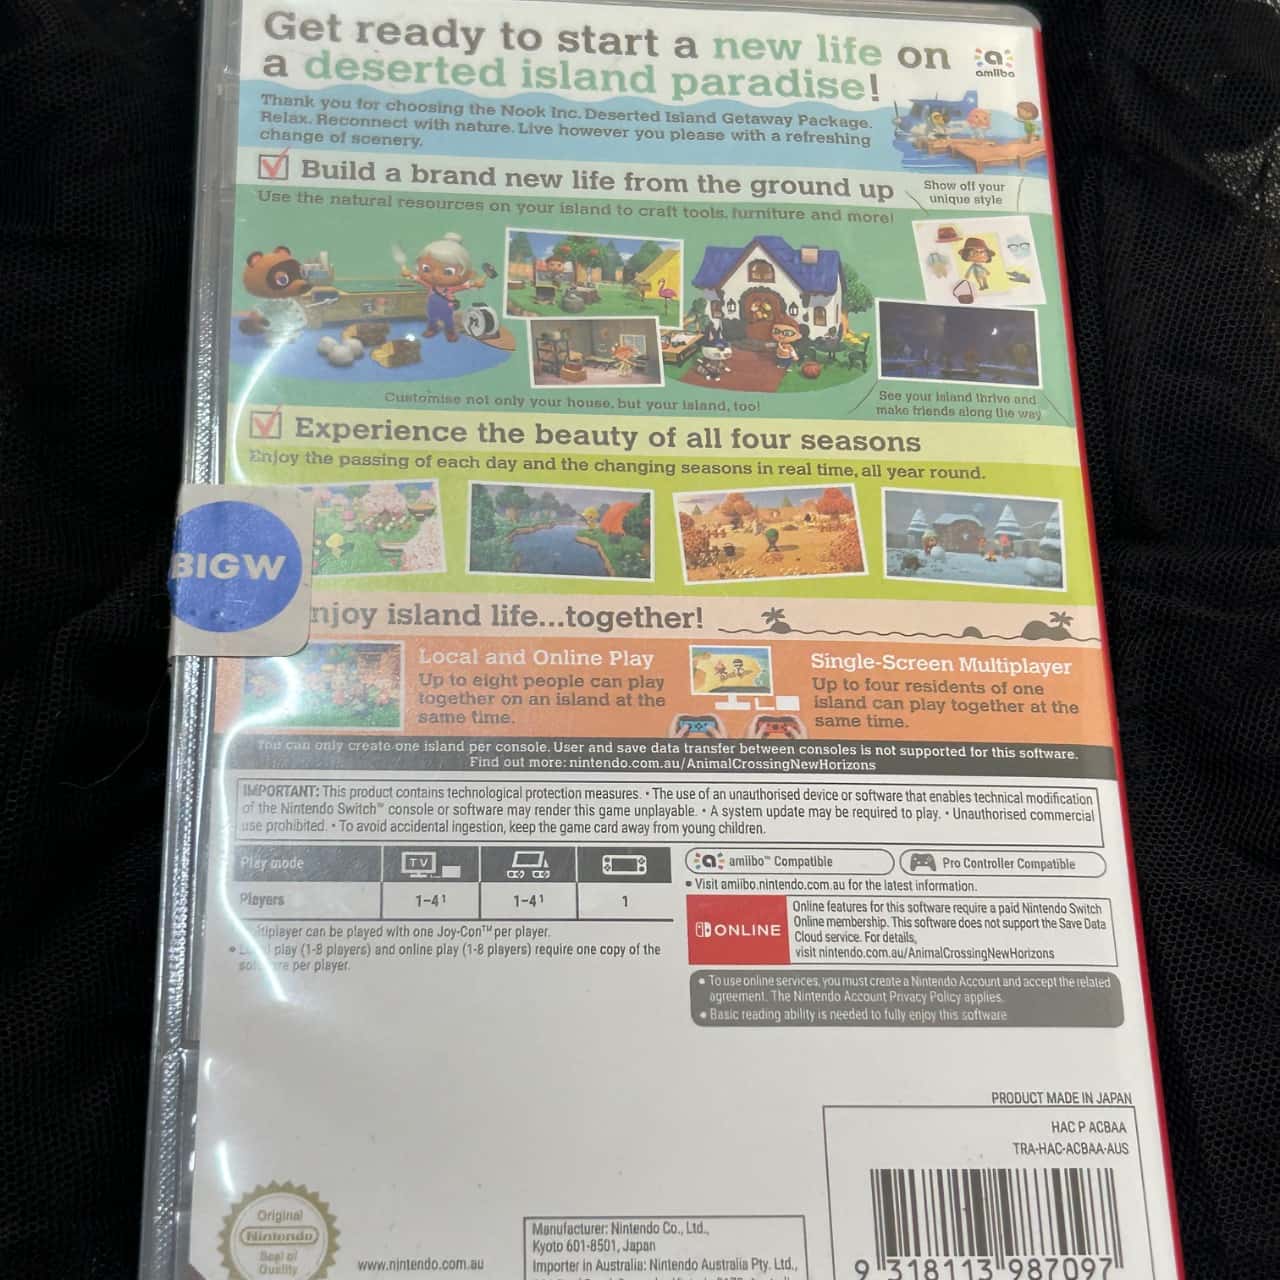 Get ready to start a new life on
a deserted island paradise!
amiibo
Thank you for choosing the Nook Inc. Deserted Island Getaway Package.
Relax. Reconnect with nature. Live however you please with a refreshing
change of scenery.
Build a brand new life from the ground up
Use the natural resources on your island to craft tools, furniture and more!
Show off your
unique style
Customise not only your house, but your island, too!
See your island thrive and
make friends along the way
Experience the beauty of all four seasons
Enjoy the passing of each day and the changing seasons in real time, all year round.
BIGW
njoy island life...together!
Local and Online Play
Up to eight people can play
together on an island at the
same time.
Single-Screen Multiplayer
Up to four residents of one
island can play together at the
same time.
You can only create one island per console. User and save data transfer between consoles is not supported for this software.
Find out more: nintendo.com.au/AnimalCrossingNewHorizons
IMPORTANT: This product contains technological protection measures. • The use of an unauthorised device or software that enables technical modification
of the Nintendo Switch™ console or software may render this game unplayable. • A system update may be required to play. • Unauthorised commercial
use prohibited. • To avoid accidental ingestion, keep the game card away from young children.
Play mode
TV
Players
1-4¹
1-4¹
1
ltiplayer can be played with one Joy-Con™ per player.
• L l play (1-8 players) and online play (1-8 players) require one copy of the
software per player.
amiibo™ Compatible
Pro Controller Compatible
• Visit amiibo.nintendo.com.au for the latest information.
ONLINE
Online features for this software require a paid Nintendo Switch
Online membership. This software does not support the Save Data
Cloud service. For details,
visit nintendo.com.au/AnimalCrossingNewHorizons
• To use online services, you must create a Nintendo Account and accept the related
agreement. The Nintendo Account Privacy Policy applies.
• Basic reading ability is needed to fully enjoy this software
PRODUCT MADE IN JAPAN
HAC P ACBAA
TRA-HAC-ACBAA-AUS
Original
Nintendo
Seal of
Quality
www.nintendo.com.au
Manufacturer: Nintendo Co., Ltd.,
Kyoto 601-8501, Japan
Importer in Australia: Nintendo Australia Pty. Ltd.,
9 318113 987097